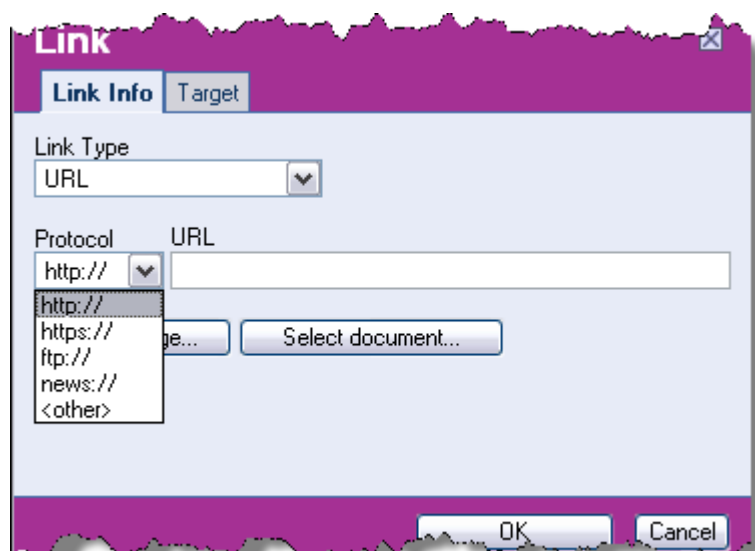 Link
Link Info Target
Link Type
URL
Protocol URL
http://
http://
https://
ftp://
news://
<other>
Select document...
OK Cancel